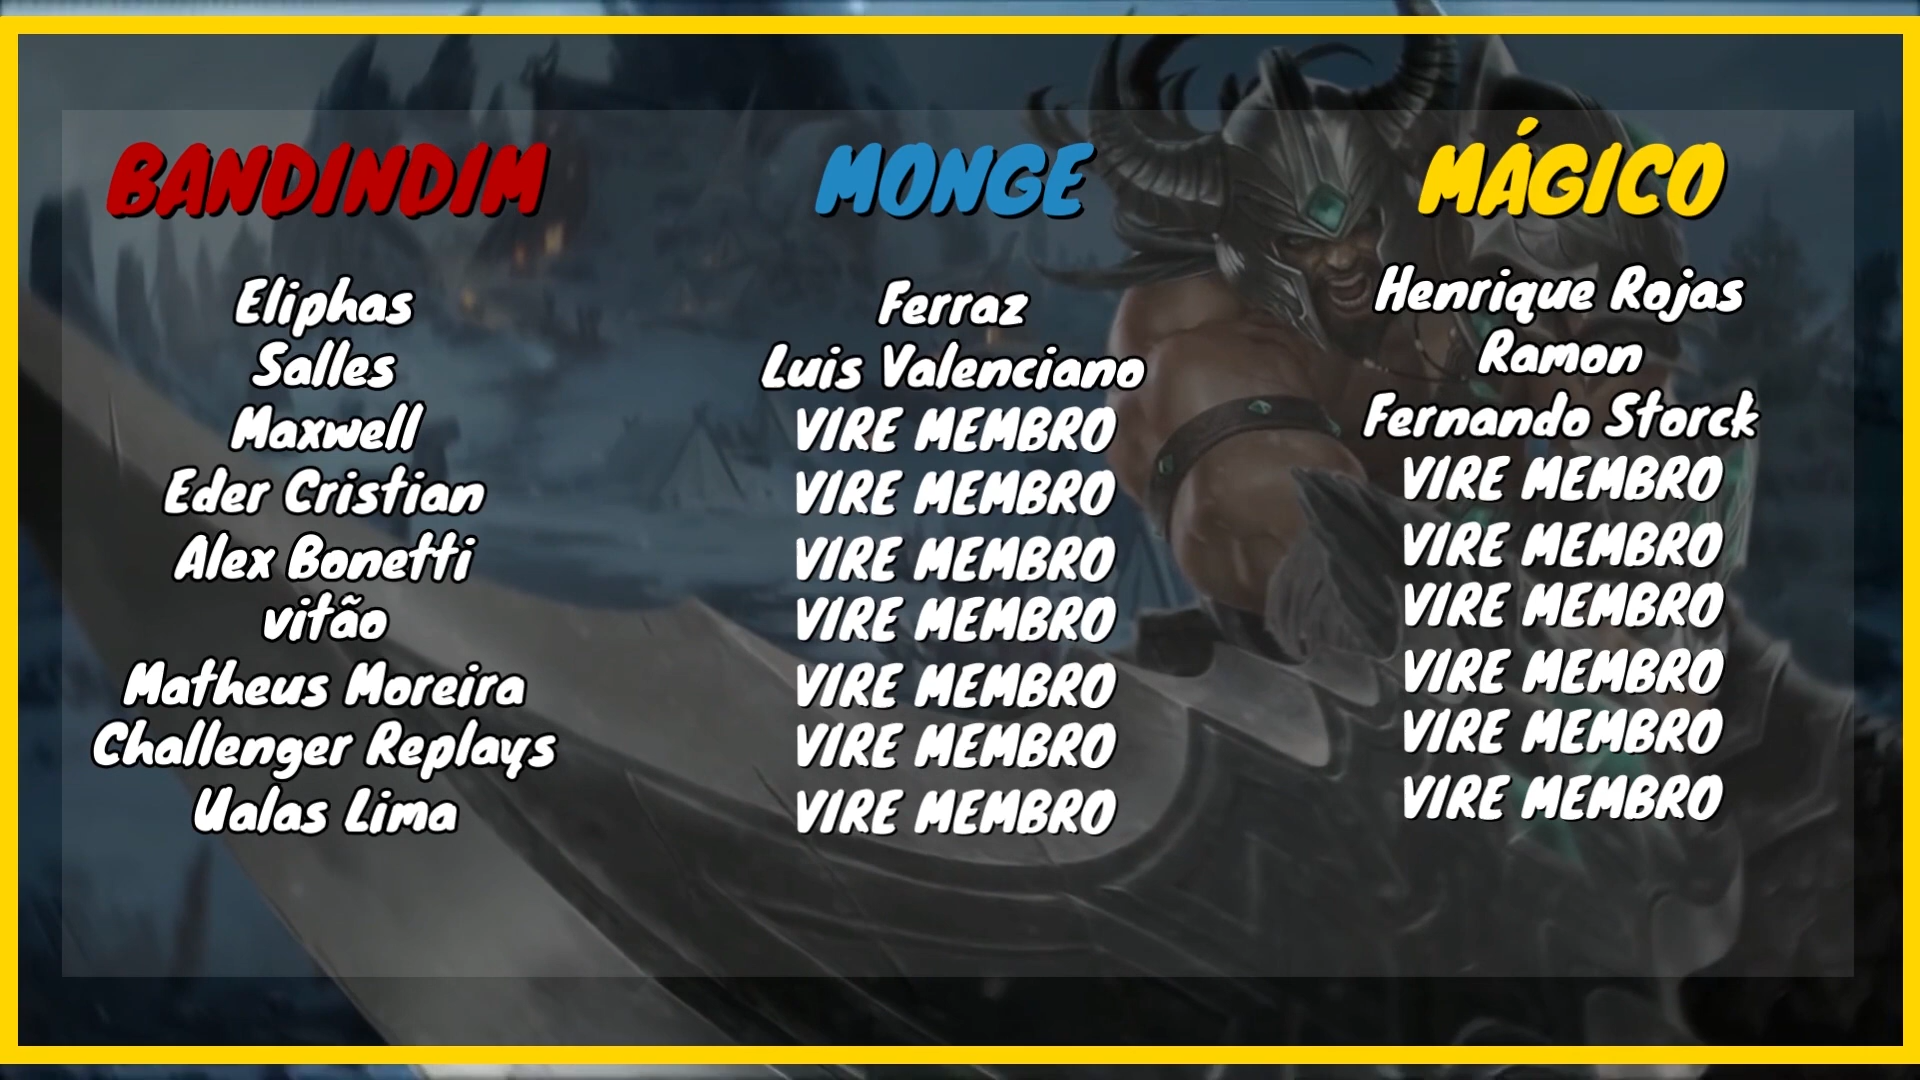 BANDINDIM
Eliphas
Salles
Maxwell
Eder Cristian
Alex Bonetti
vitão
Matheus Moreira
Challenger Replays
Ualas Lima
MONGE
Ferraz
Luis Valenciano
VIRE MEMBRO
VIRE MEMBRO
VIRE MEMBRO
VIRE MEMBRO
VIRE MEMBRO
VIRE MEMBRO
VIRE MEMBRO
MÁGICO
Henrique Rojas
Ramon
Fernando Storck
VIRE MEMBRO
VIRE MEMBRO
VIRE MEMBRO
VIRE MEMBRO
VIRE MEMBRO
VIRE MEMBRO